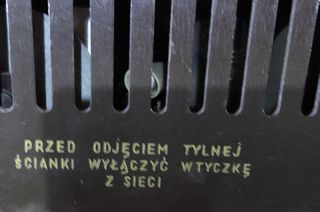 PRZED ODJĘCIEM TYLNEJ
ŚCIANKI WYŁĄCZYĆ WTYCZKĘ
Z SIECI